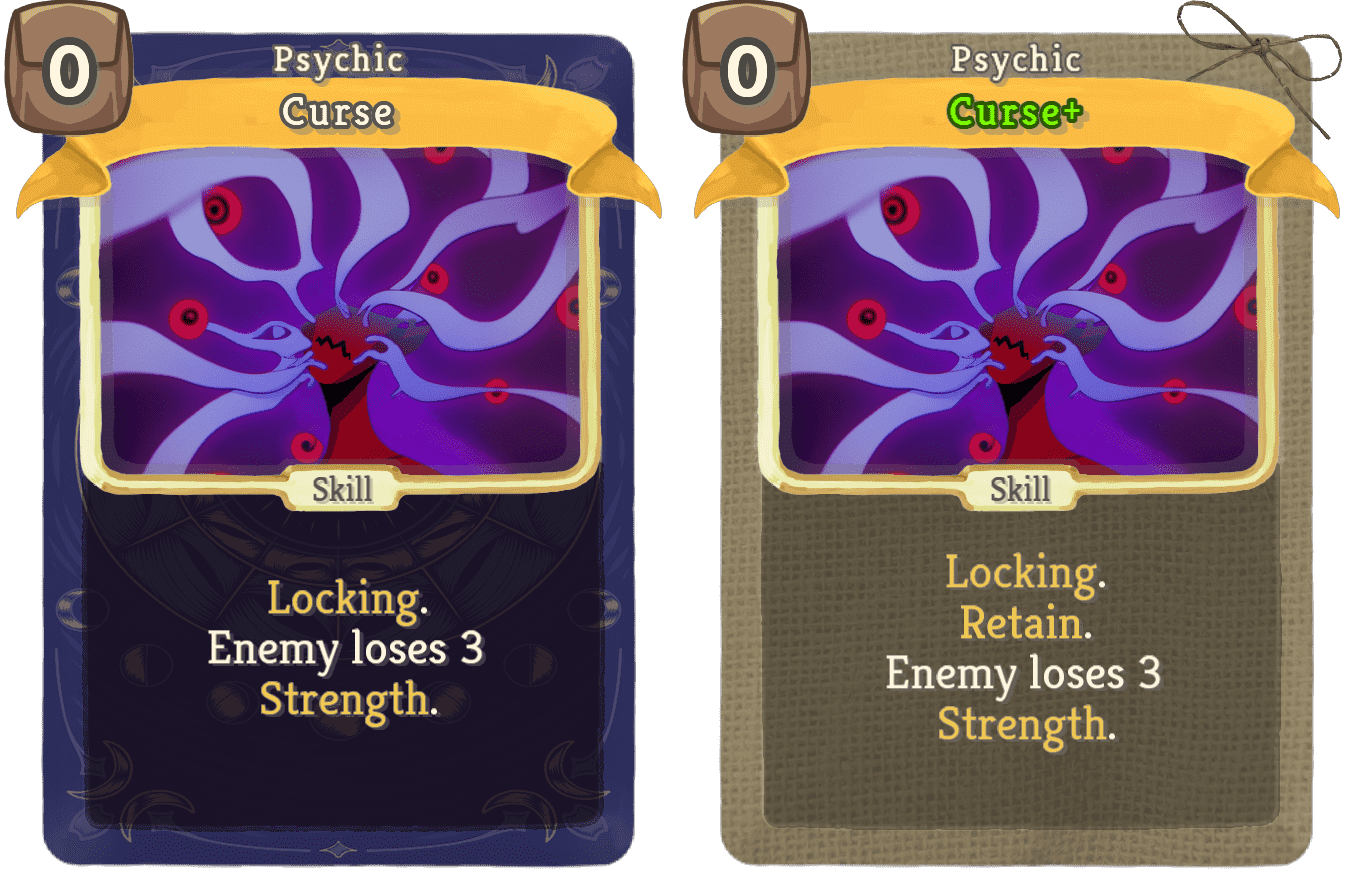 0
Psychic
Curse
Skill
Locking.
Enemy loses 3
Strength.
0
Psychic
Curse+
Skill
Locking.
Retain.
Enemy loses 3
Strength.